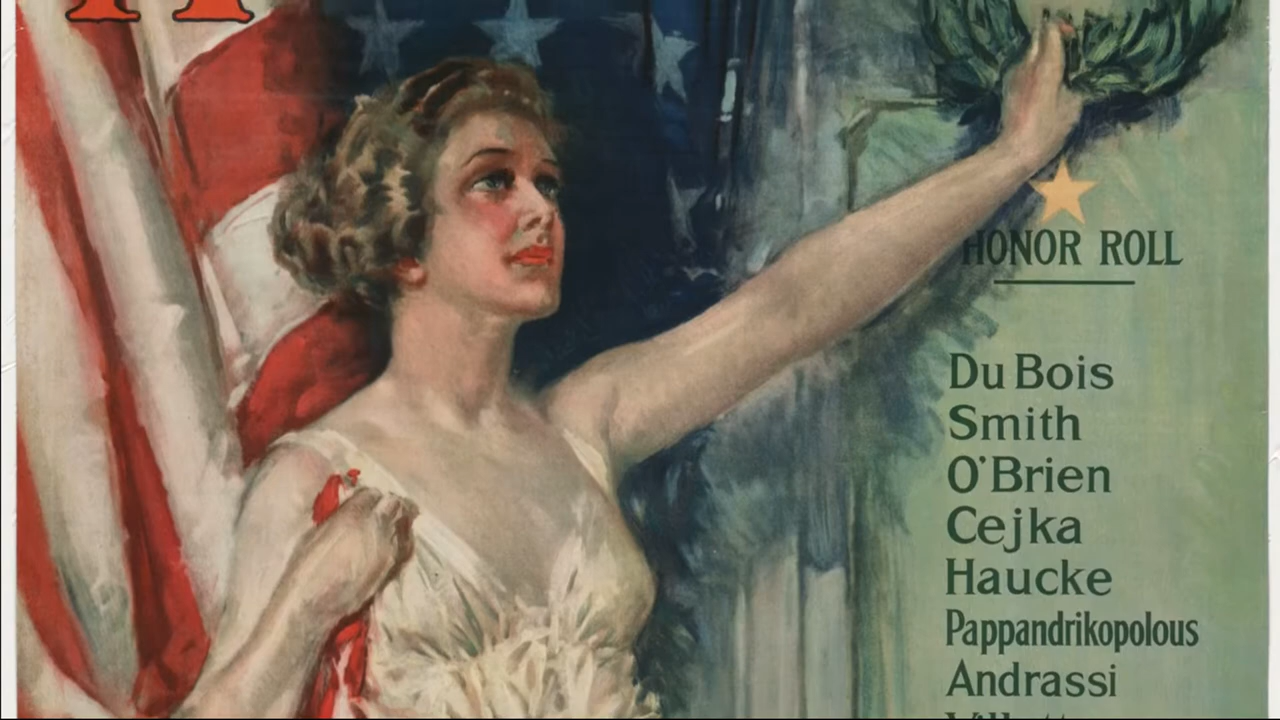 HONOR ROLL
Du Bois
Smith
O'Brien
Cejka
Haucke
Pappandrikopolous
Andrassi